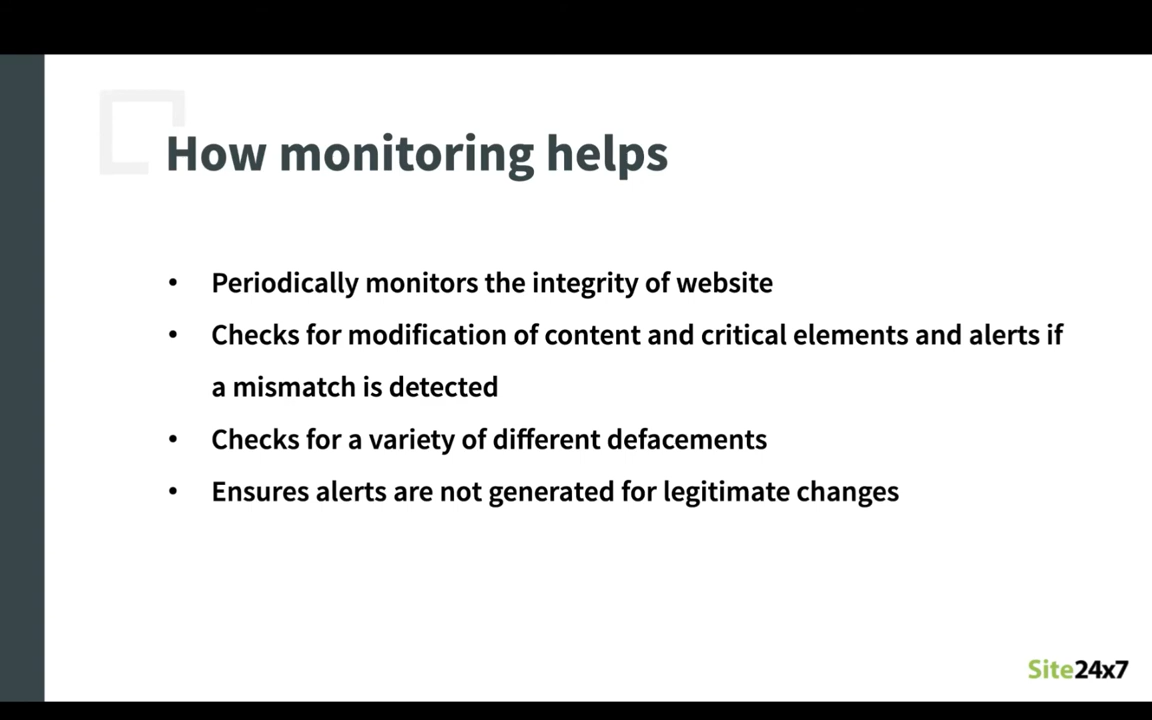 How monitoring helps
• Periodically monitors the integrity of website
• Checks for modification of content and critical elements and alerts if
a mismatch is detected
• Checks for a variety of different defacements
• Ensures alerts are not generated for legitimate changes
Site24x7